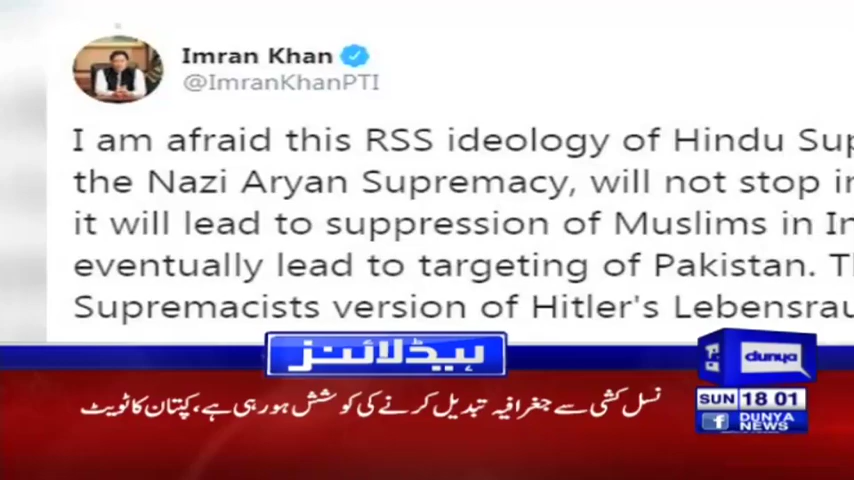 Imran Khan
@ImranKhanPTI
I am afraid this RSS ideology of Hindu Sup
the Nazi Aryan Supremacy, will not stop in
it will lead to suppression of Muslims in In
eventually lead to targeting of Pakistan. Th
Supremacists version of Hitler's Lebensrau
ہیڈلائنز
dunya
نسل کشی سے جغرافیہ تبدیل کرنے کی کوشش ہو رہی ہے، کپتان کا ٹویٹ
SUN 18 01
DUNYA
NEWS